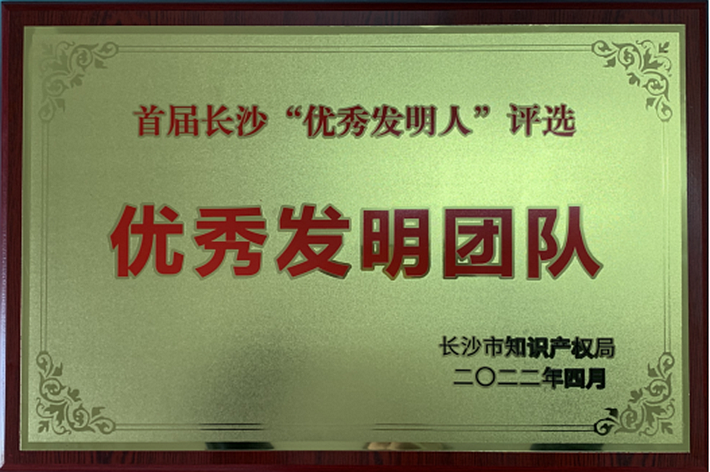 首届长沙“优秀发明人”评选
优秀发明团队
长沙市知识产权局
二〇二二年四月